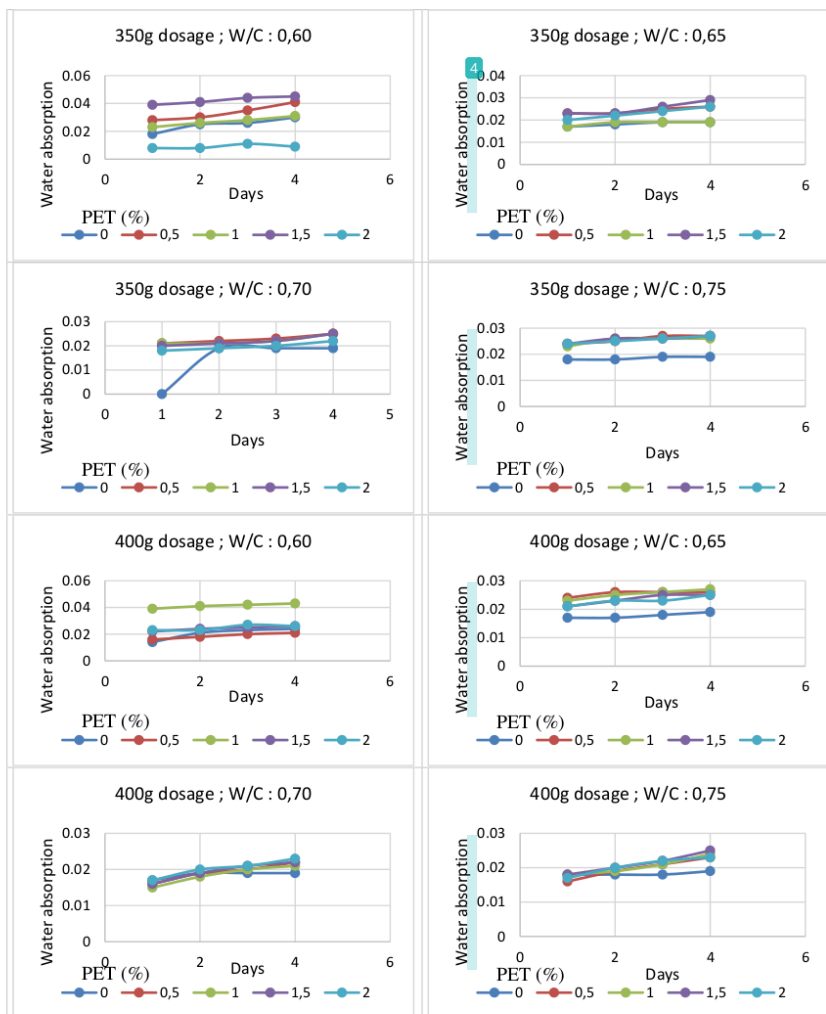 350g dosage ; W/C : 0,60
Water absorption
0.06
0.04
0.02
0
0 2 4 6
Days
PET (%)
0 0,5 1 1,5 2
350g dosage ; W/C : 0,65
4
Water absorption
0.04
0.03
0.02
0.01
0
0 2 4 6
Days
PET (%)
0 0,5 1 1,5 2
350g dosage ; W/C : 0,70
Water absorption
0.03
0.02
0.01
0
0 1 2 3 4 5
Days
PET (%)
0 0,5 1 1,5 2
350g dosage ; W/C : 0,75
Water absorption
0.03
0.02
0.01
0
0 2 4 6
Days
PET (%)
0 0,5 1 1,5 2
400g dosage ; W/C : 0,60
Water absorption
0.06
0.04
0.02
0
0 2 4 6
Days
PET (%)
0 0,5 1 1,5 2
400g dosage ; W/C : 0,65
Water absorption
0.03
0.02
0.01
0
0 2 4 6
Days
PET (%)
0 0,5 1 1,5 2
400g dosage ; W/C : 0,70
Water absorption
0.03
0.02
0.01
0
0 2 4 6
Days
PET (%)
0 0,5 1 1,5 2
400g dosage ; W/C : 0,75
Water absorption
0.03
0.02
0.01
0
0 2 4 6
Days
PET (%)
0 0,5 1 1,5 2